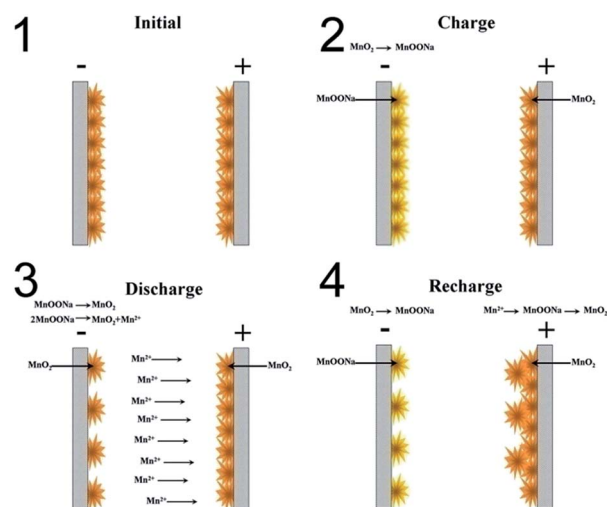 1
Initial
-
+
2
Charge
MnO₂ → MnOONa
-
+
MnOONa
MnO₂
3
Discharge
MnOONa → MnO₂
2MnOONa → MnO₂+Mn²⁺
-
+
MnO₂
Mn²⁺
Mn²⁺
Mn²⁺
Mn²⁺
Mn²⁺
Mn²⁺
Mn²⁺
Mn²⁺
MnO₂
4
Recharge
MnO₂ → MnOONa
Mn²⁺ → MnOONa → MnO₂
-
+
MnOONa
MnO₂